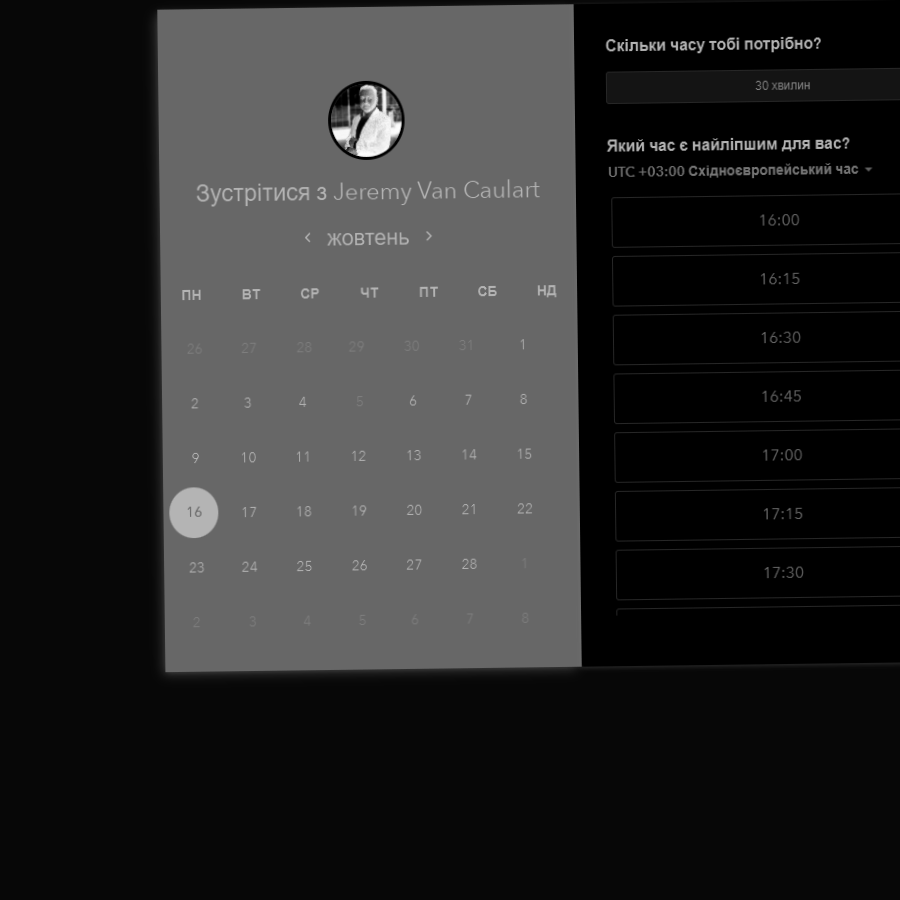 Зустрітися з Jeremy Van Caulart
жовтень
ПН ВТ СР ЧТ ПТ СБ НД
26 27 28 29 30 31 1
2 3 4 5 6 7 8
9 10 11 12 13 14 15
16 17 18 19 20 21 22
23 24 25 26 27 28 1
2 3 4 5 6 7 8
Скільки часу тобі потрібно?
30 хвилин
Який час є найліпшим для вас?
UTC +03:00 Східноєвропейський час
16:00
16:15
16:30
16:45
17:00
17:15
17:30